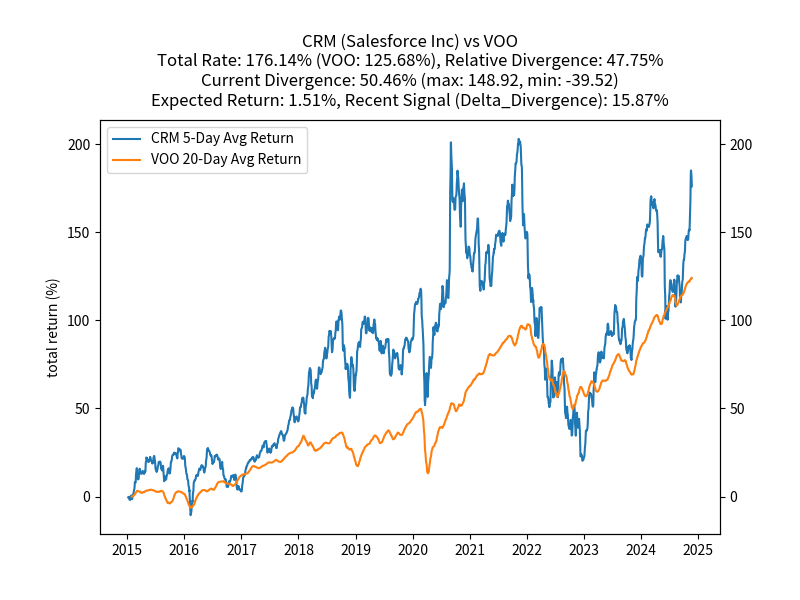 CRM (Salesforce Inc) vs VOO
Total Rate: 176.14% (VOO: 125.68%), Relative Divergence: 47.75%
Current Divergence: 50.46% (max: 148.92, min: -39.52)
Expected Return: 1.51%, Recent Signal (Delta_Divergence): 15.87%
CRM 5-Day Avg Return
VOO 20-Day Avg Return
200 200
150 150
100 100
50 50
0 0
total return (%)
2015 2016 2017 2018 2019 2020 2021 2022 2023 2024 2025